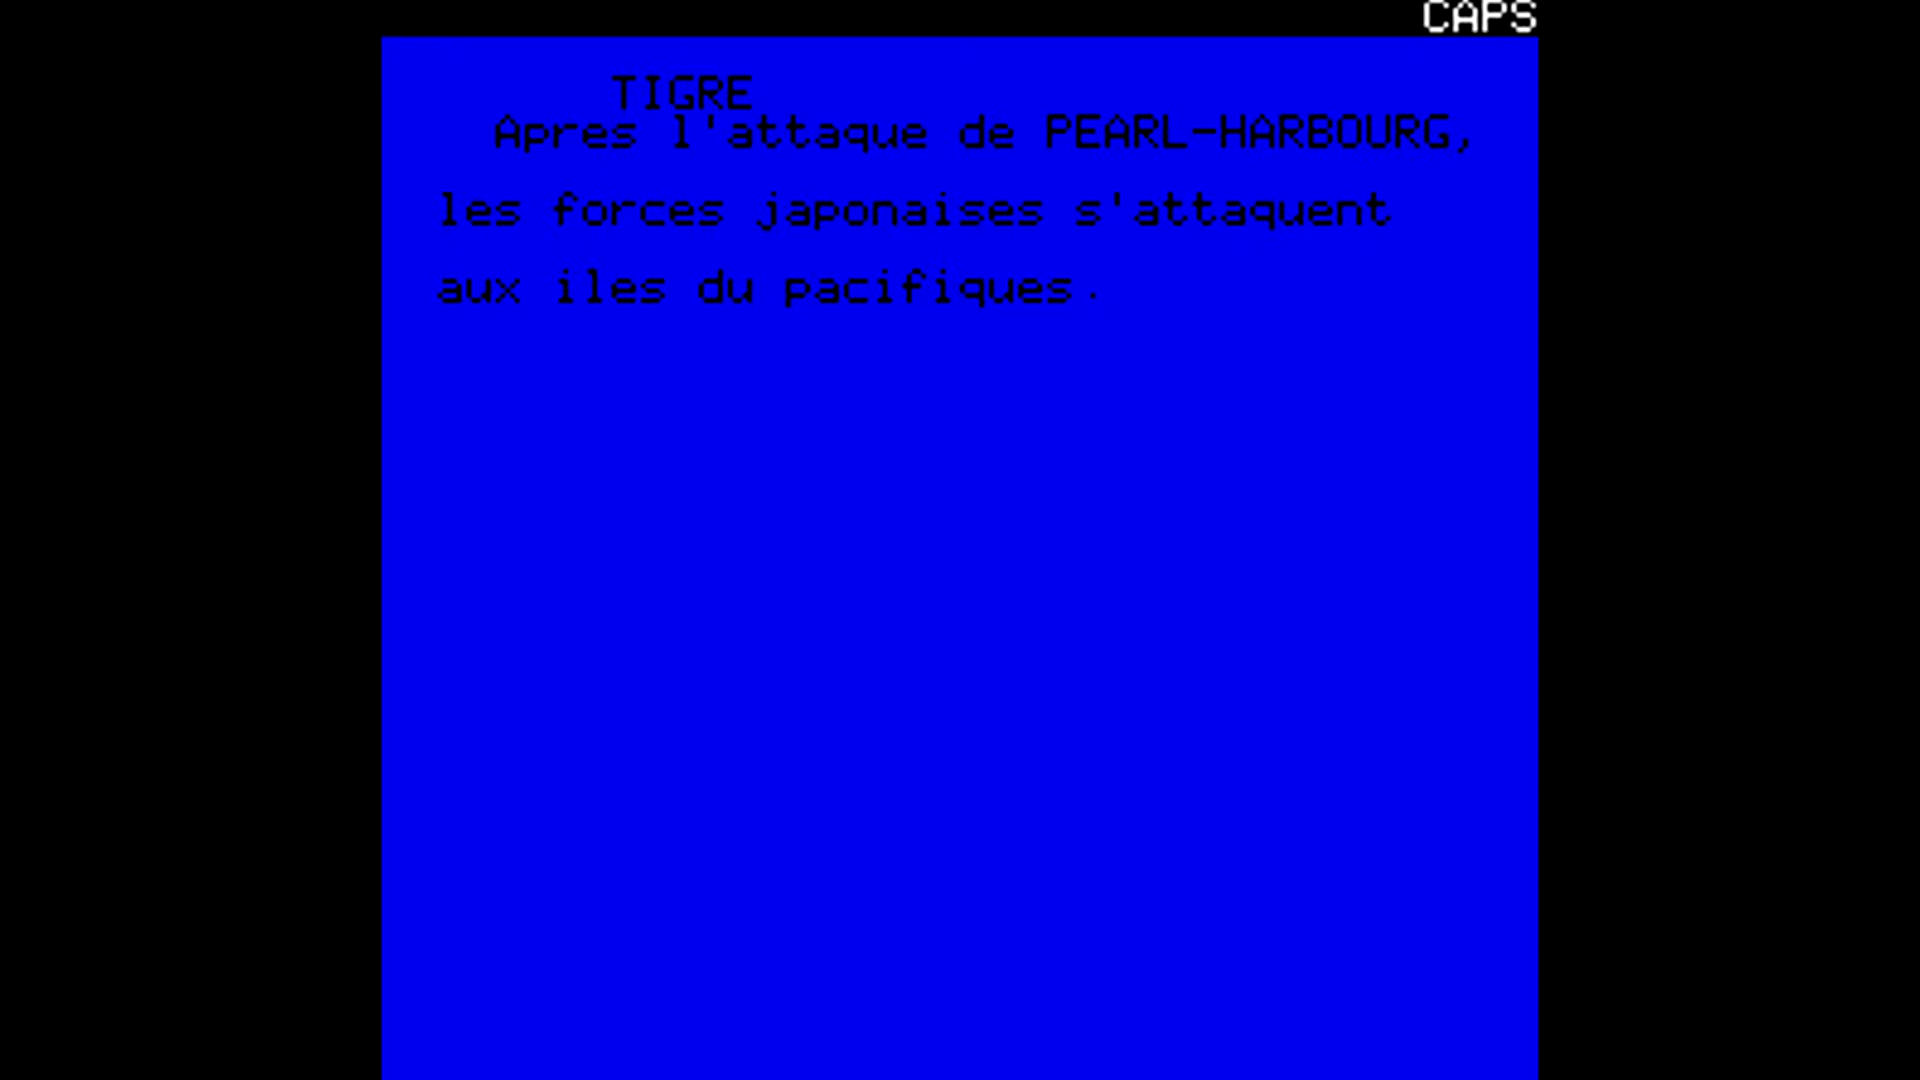 CAPS
TIGRE
Apres l'attaque de PEARL-HARBOURG,
les forces japonaises s'attaquent
aux iles du pacifiques.